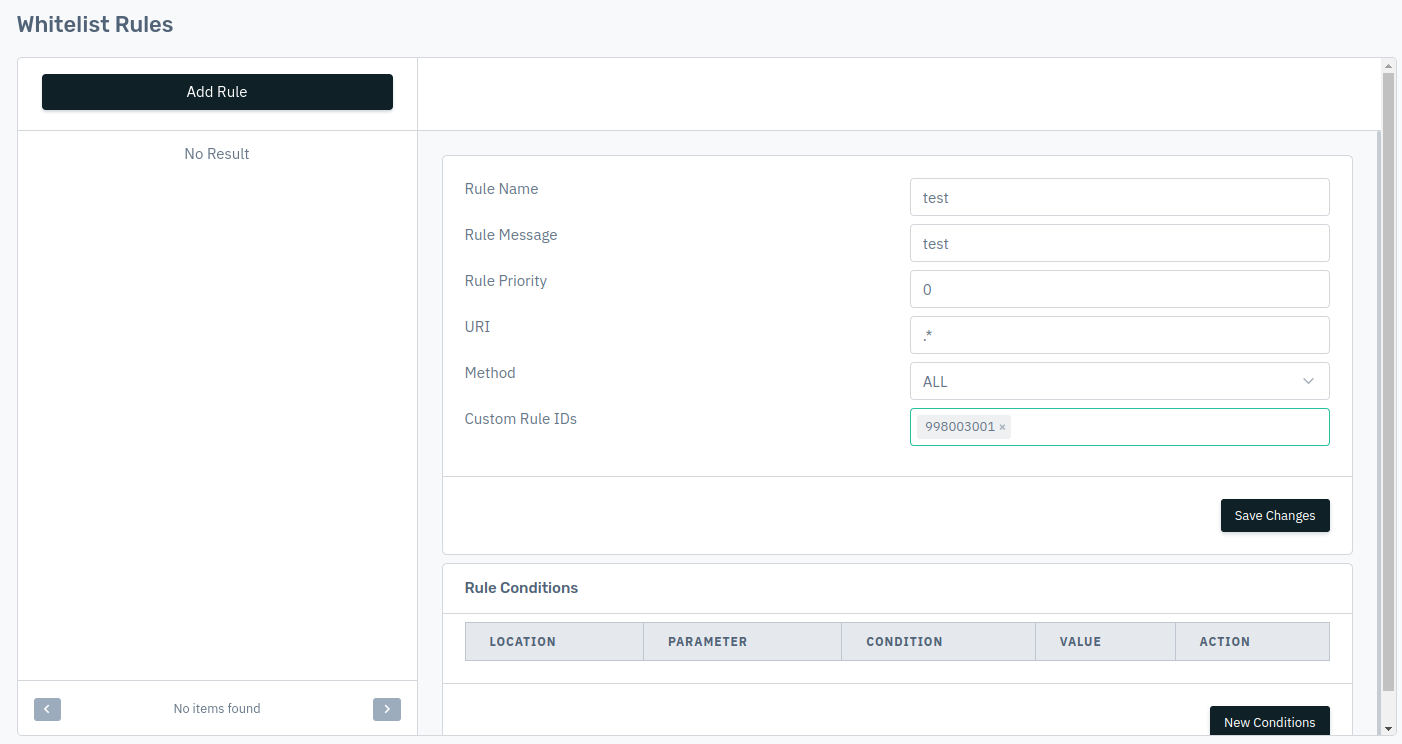 Whitelist Rules
Add Rule
No Result
Rule Name
test
Rule Message
test
Rule Priority
0
URI
.*
Method
ALL
Custom Rule IDs
998003001 ×
Save Changes
Rule Conditions
LOCATION PARAMETER CONDITION VALUE ACTION
No items found
New Conditions